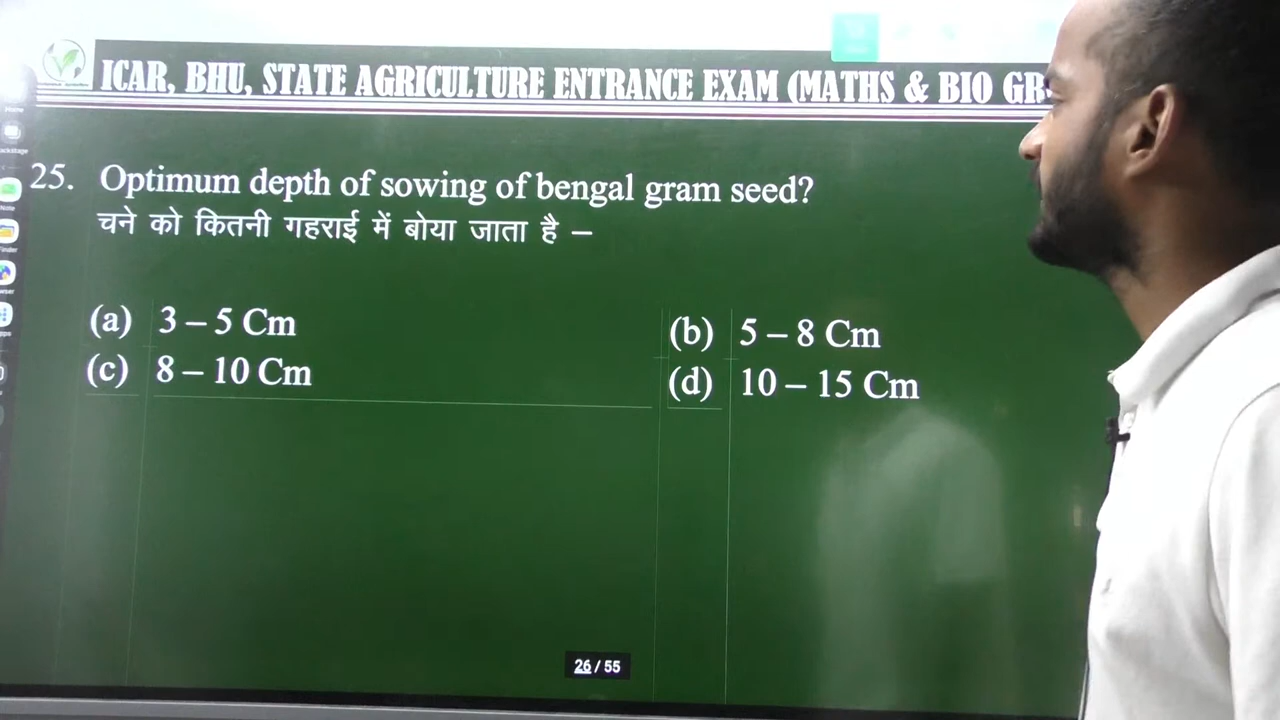 ICAR, BHU, STATE AGRICULTURE ENTRANCE EXAM (MATHS & BIO
25. Optimum depth of sowing of bengal gram seed?
चने को कितनी गहराई में बोया जाता है –
(a) 3 – 5 Cm
(b) 5 – 8 Cm
(c) 8 – 10 Cm
(d) 10 – 15 Cm
26 / 55